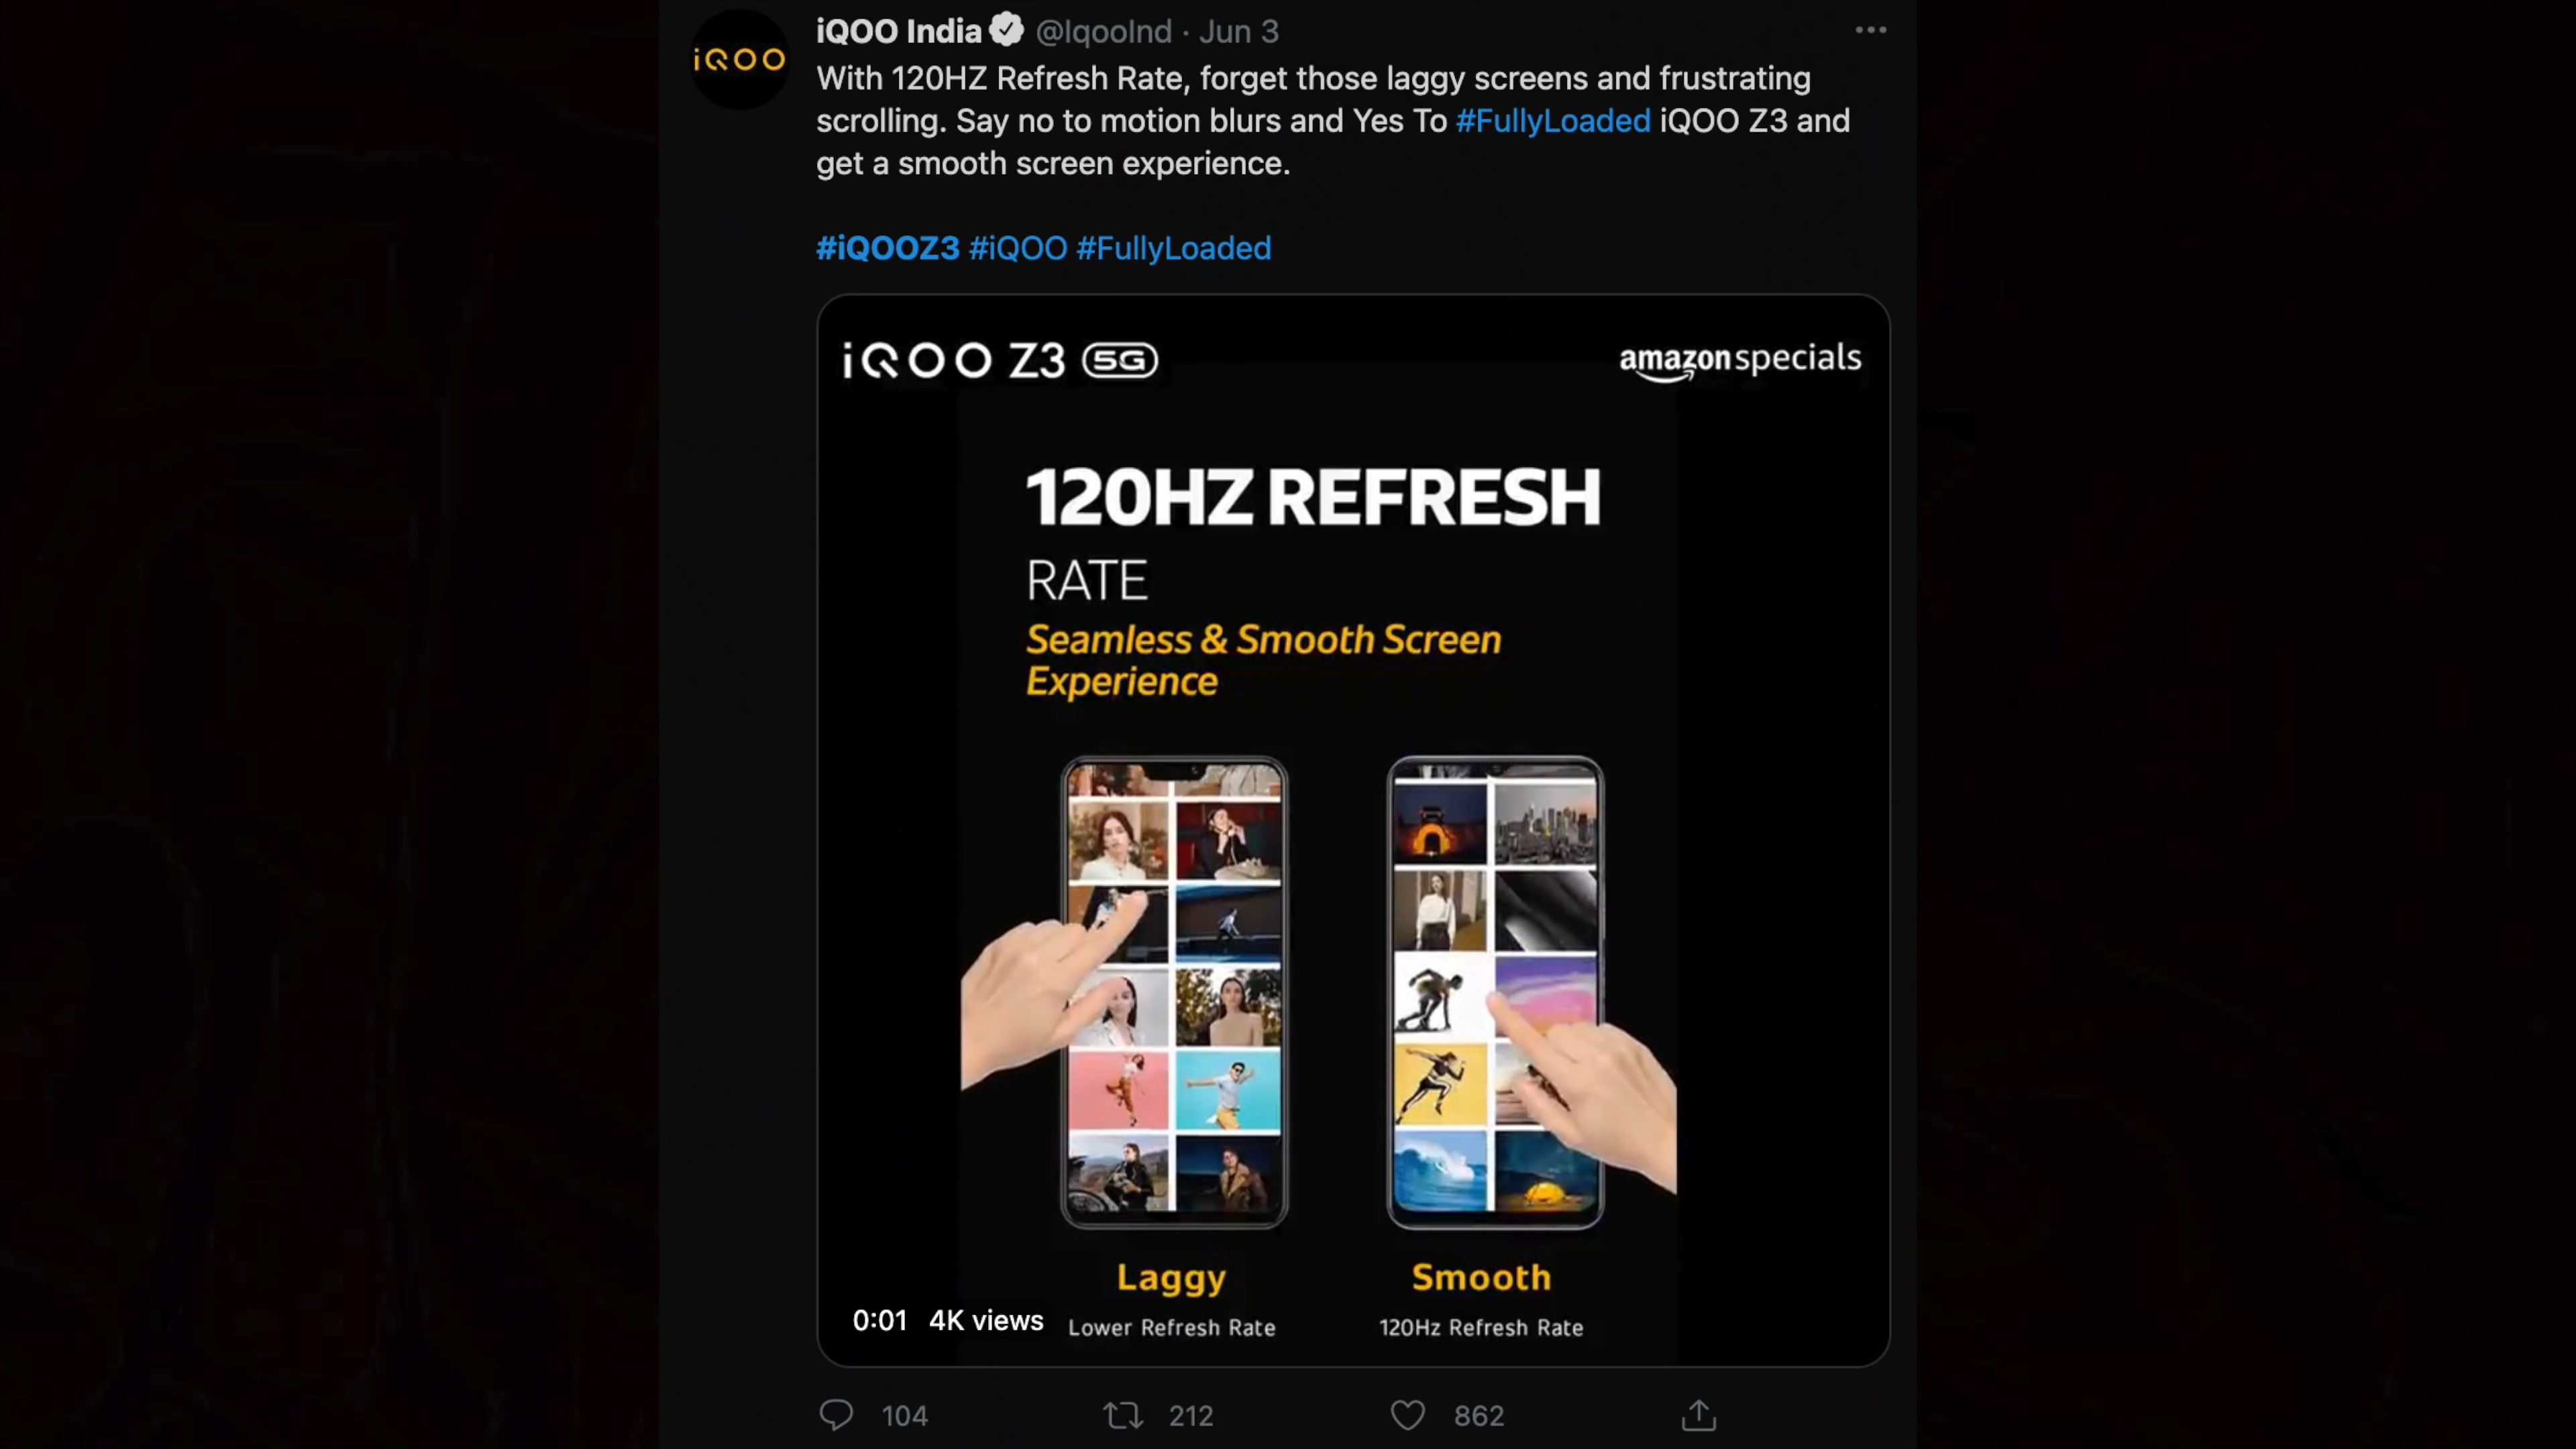 iQOO India @IqooInd · Jun 3
iQOO
With 120HZ Refresh Rate, forget those laggy screens and frustrating
scrolling. Say no to motion blurs and Yes To #FullyLoaded iQOO Z3 and
get a smooth screen experience.
#iQOOZ3 #iQOO #FullyLoaded
iQOO Z3 5G
amazon specials
120HZ REFRESH
RATE
Seamless & Smooth Screen
Experience
Laggy
Smooth
0:01 4K views
Lower Refresh Rate
120Hz Refresh Rate
104
212
862